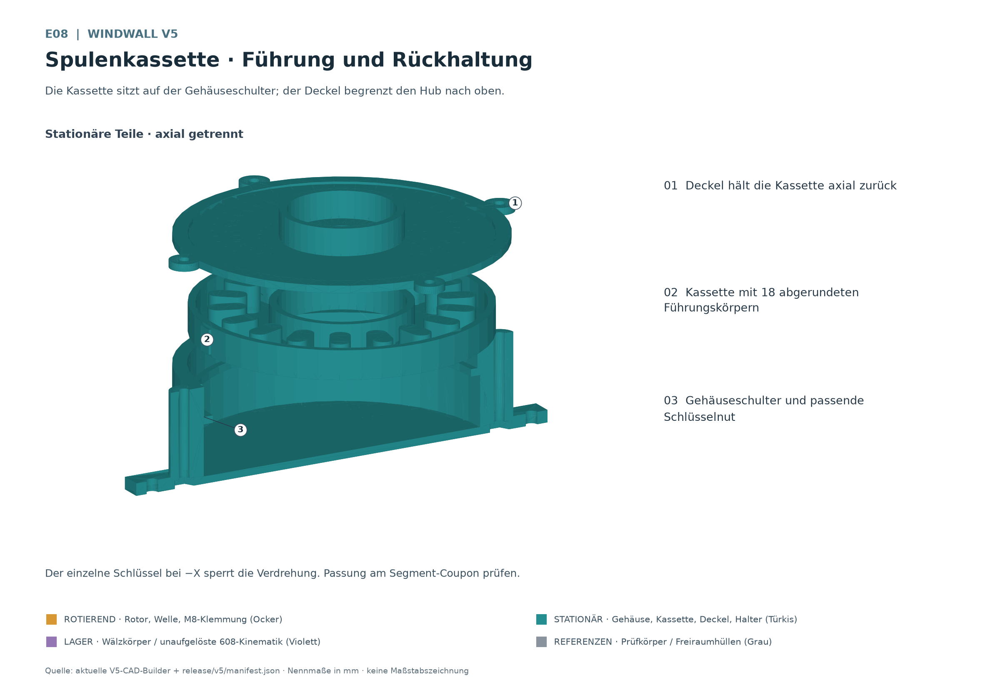 E08 | WINDWALL V5
Spulenkassette · Führung und Rückhaltung
Die Kassette sitzt auf der Gehäuseschulter; der Deckel begrenzt den Hub nach oben.
Stationäre Teile · axial getrennt
1
01 Deckel hält die Kassette axial zurück
02 Kassette mit 18 abgerundeten
Führungskörpern
2
03 Gehäuseschulter und passende
Schlüsselnut
3
Der einzelne Schlüssel bei −X sperrt die Verdrehung. Passung am Segment-Coupon prüfen.
ROTIEREND · Rotor, Welle, M8-Klemmung (Ocker)
STATIONÄR · Gehäuse, Kassette, Deckel, Halter (Türkis)
LAGER · Wälzkörper / unaufgelöste 608-Kinematik (Violett)
REFERENZEN · Prüfkörper / Freiraumhüllen (Grau)
Quelle: aktuelle V5-CAD-Builder + release/v5/manifest.json · Nennmaße in mm · keine Maßstabszeichnung